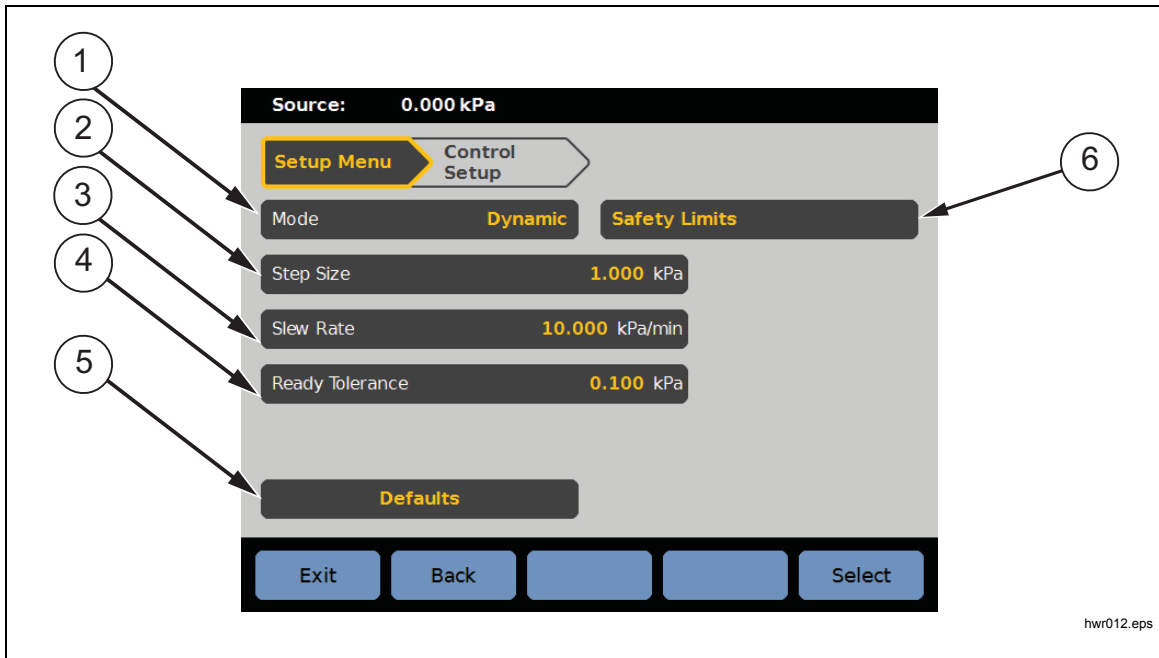 1
2
3
4
5
6
Source: 0.000 kPa
Setup Menu
Control
Setup
Mode Dynamic
Safety Limits
Step Size 1.000 kPa
Slew Rate 10.000 kPa/min
Ready Tolerance 0.100 kPa
Defaults
Exit Back Select
hwr012.eps